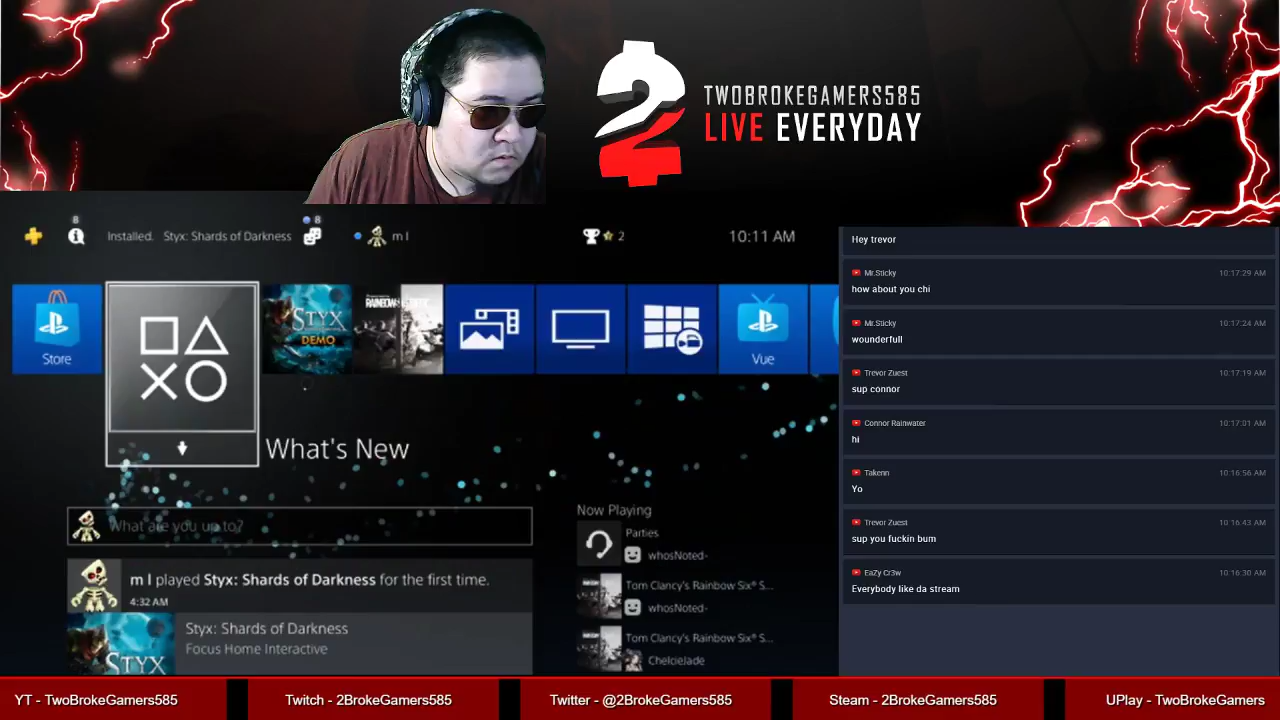 2
TWOBROKEGAMERS585
LIVE EVERYDAY
8
Installed. Styx: Shards of Darkness
8
m l
2
10:11 AM
Store
STYX
DEMO
RAINBOW
Vue
What's New
What are you up to?
m l played Styx: Shards of Darkness for the first time.
4:32 AM
STYX
Styx: Shards of Darkness
Focus Home Interactive
Now Playing
Parties
whosNoted-
Tom Clancy's Rainbow Six® S...
whosNoted-
Tom Clancy's Rainbow Six® S...
ChelcieJade
Hey trevor
Mr.Sticky 10:17:29 AM
how about you chi
Mr.Sticky 10:17:24 AM
wounderfull
Trevor Zuest 10:17:19 AM
sup connor
Connor Rainwater 10:17:01 AM
hi
Takenn 10:16:56 AM
Yo
Trevor Zuest 10:16:43 AM
sup you fuckin bum
EaZy Cr3w 10:16:30 AM
Everybody like da stream
YT - TwoBrokeGamers585
Twitch - 2BrokeGamers585
Twitter - @2BrokeGamers585
Steam - 2BrokeGamers585
UPlay - TwoBrokeGamers